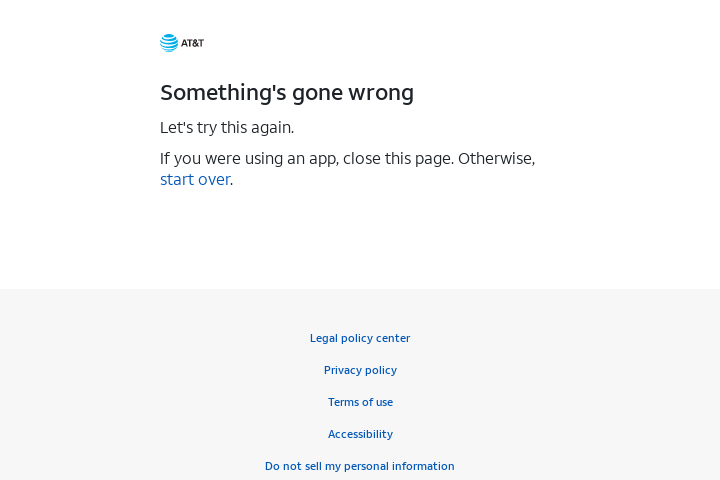 AT&T
Something's gone wrong
Let's try this again.
If you were using an app, close this page. Otherwise,
start over.
Legal policy center
Privacy policy
Terms of use
Accessibility
Do not sell my personal information